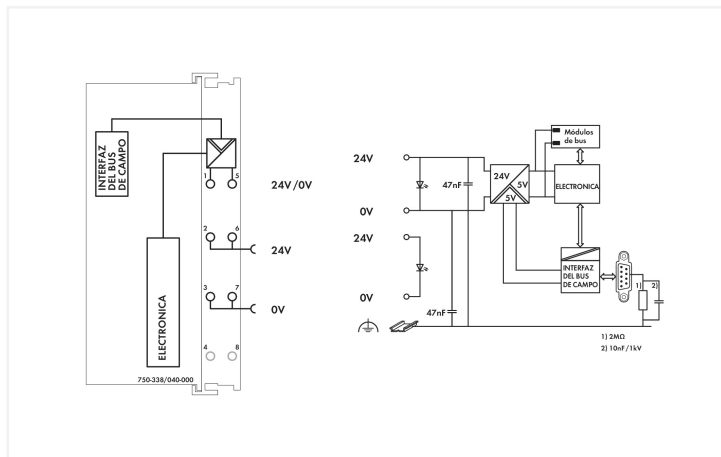 INTERFAZ
DEL BUS
DE CAMPO
1
5
24V/0V
2
6
24V
3
7
0V
ELECTRONICA
4
8
750-338/040-000
24V
0V
24V
0V
47nF
47nF
24V
5V
5V
Módulos
de bus
ELECTRONICA
INTERFAZ
DEL BUS
DE CAMPO
1)
2)
1) 2MΩ
2) 10nF/1kV